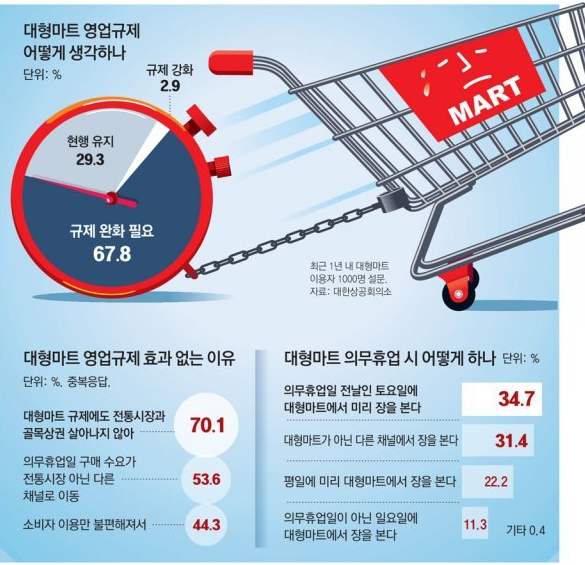 대형마트 영업규제
어떻게 생각하나
단위: %
규제 강화
2.9
현행 유지
29.3
규제 완화 필요
67.8
MART
최근 1년 내 대형마트
이용자 1000명 설문.
자료: 대한상공회의소
대형마트 영업규제 효과 없는 이유
단위: %. 중복응답.
대형마트 규제에도 전통시장과
골목상권 살아나지 않아
70.1
의무휴업일 구매 수요가
전통시장 아닌 다른
채널로 이동
53.6
소비자 이용만 불편해져서
44.3
대형마트 의무휴업 시 어떻게 하나 단위: %
의무휴업일 전날인 토요일에
대형마트에서 미리 장을 본다
34.7
대형마트가 아닌 다른 채널에서 장을 본다
31.4
평일에 미리 대형마트에서 장을 본다
22.2
의무휴업일이 아닌 일요일에
대형마트에서 장을 본다
11.3
기타 0.4